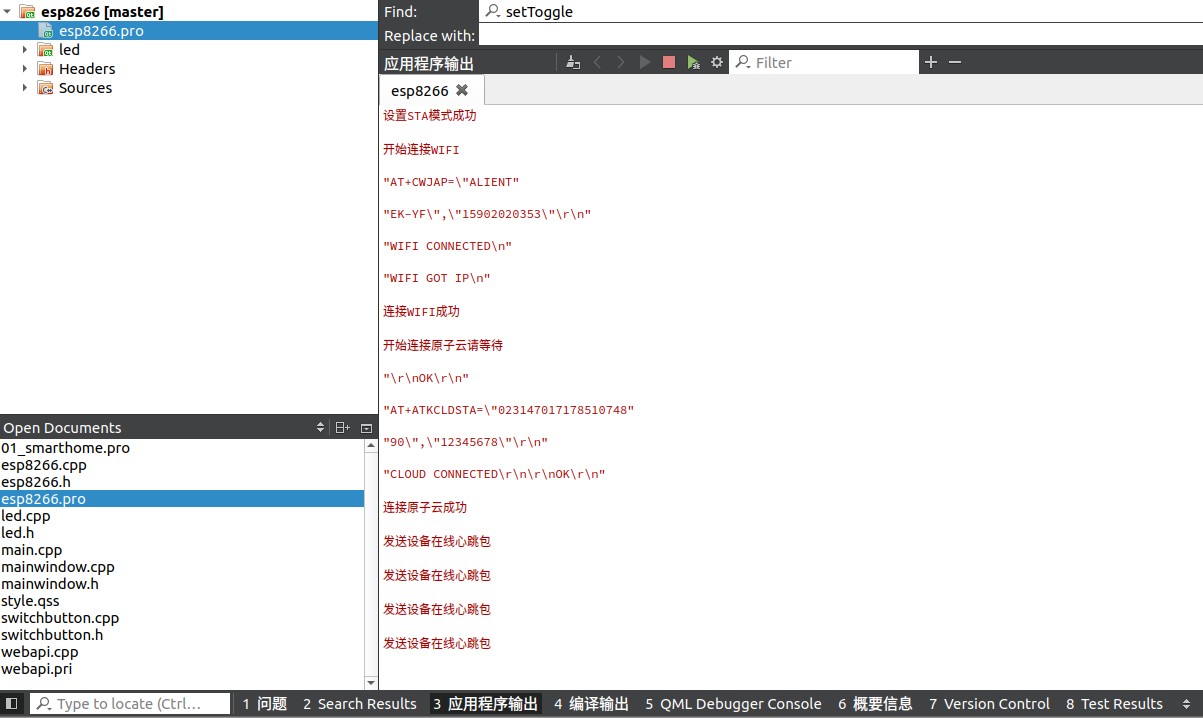 esp8266 [master]
esp8266.pro
led
Headers
Sources
Open Documents
01_smarthome.pro
esp8266.cpp
esp8266.h
esp8266.pro
led.cpp
led.h
main.cpp
mainwindow.cpp
mainwindow.h
style.qss
switchbutton.cpp
switchbutton.h
webapi.cpp
webapi.pri
Find:
setToggle
Replace with:
应用程序输出
Filter
esp8266
设置STA模式成功
开始连接WIFI
"AT+CWJAP=\"ALIENT"
"EK-YF\",\"15902020353\"\r\n"
"WIFI CONNECTED\n"
"WIFI GOT IP\n"
连接WIFI成功
开始连接原子云请等待
"\r\nOK\r\n"
"AT+ATKCLDSTA=\"023147017178510748"
"90\",\"12345678\"\r\n"
"CLOUD CONNECTED\r\n\r\nOK\r\n"
连接原子云成功
发送设备在线心跳包
发送设备在线心跳包
发送设备在线心跳包
发送设备在线心跳包
Type to locate (Ctrl...
1 问题 2 Search Results 3 应用程序输出 4 编译输出 5 QML Debugger Console 6 概要信息 7 Version Control 8 Test Results